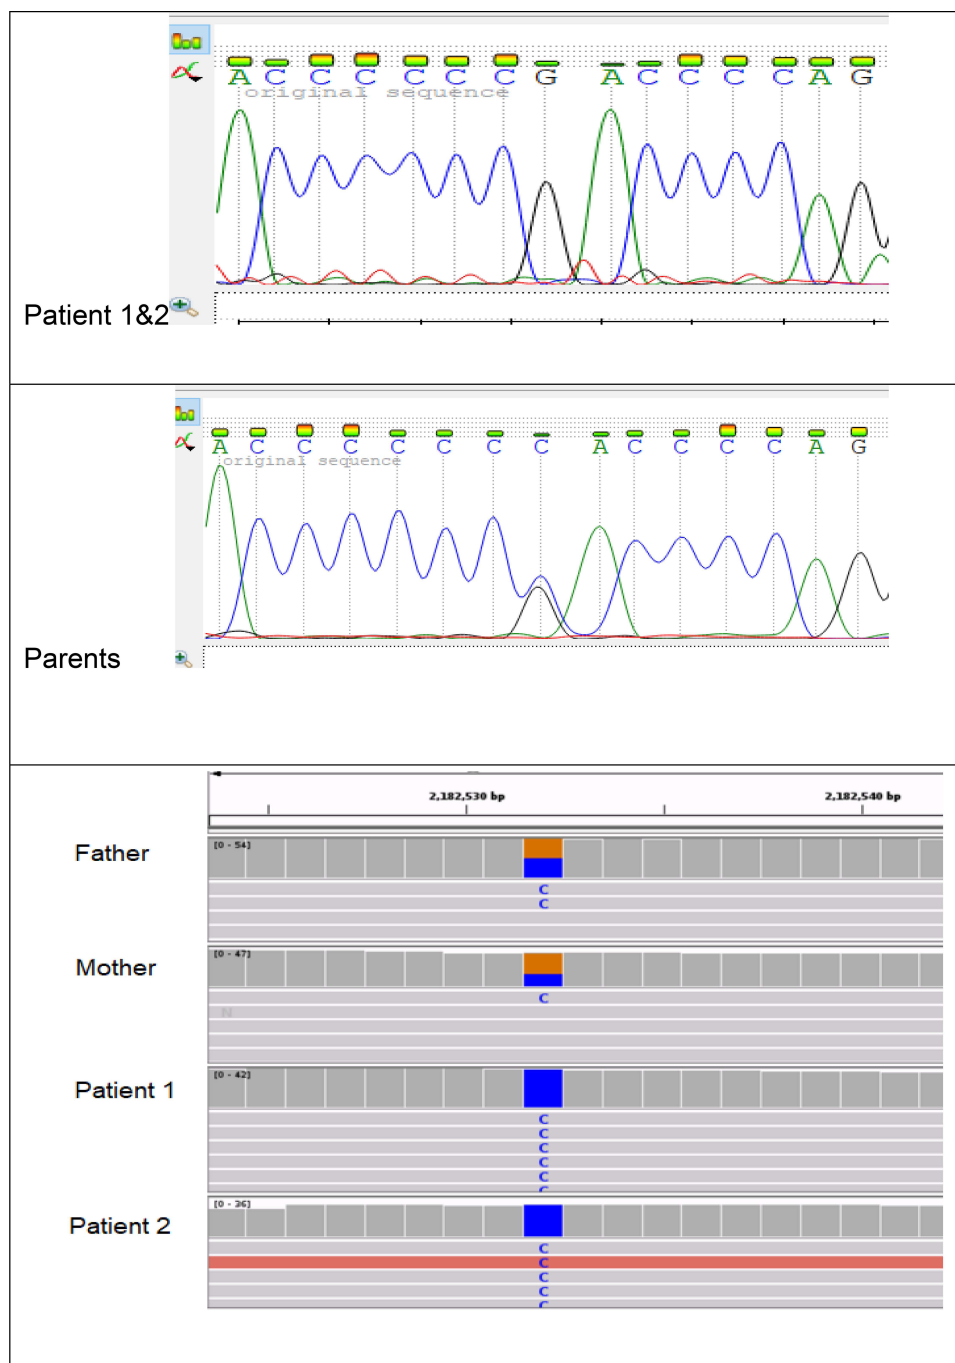 A C C C C C C G A C C C C A G
original sequence
Patient 1&2
A C C C C C C C A C C C C A G
original sequence
Parents
2,182,530 bp 2,182,540 bp
Father
[0 - 54]
C
C
Mother
[0 - 47]
C
N
Patient 1
[0 - 42]
C
C
C
C
C
C
Patient 2
[0 - 36]
C
C
C
C
C